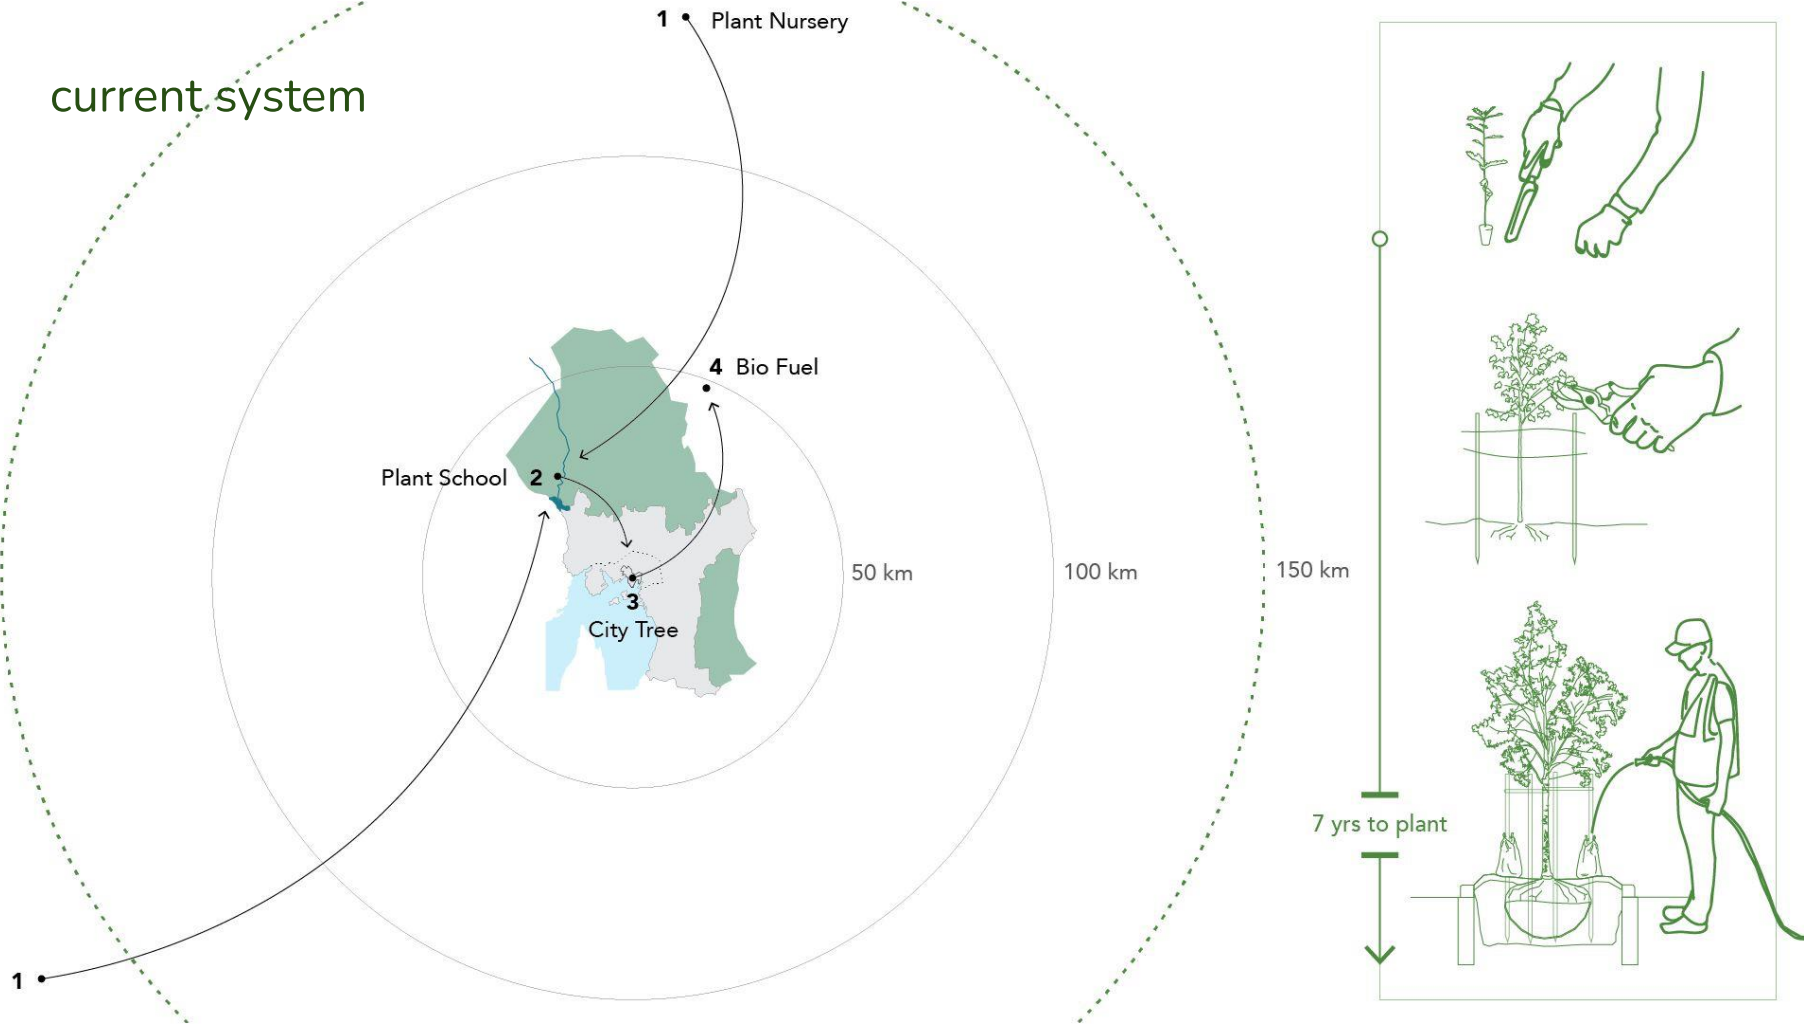 1 Plant Nursery
current system
4 Bio Fuel
Plant School 2
50 km
100 km
150 km
3
City Tree
7 yrs to plant
1